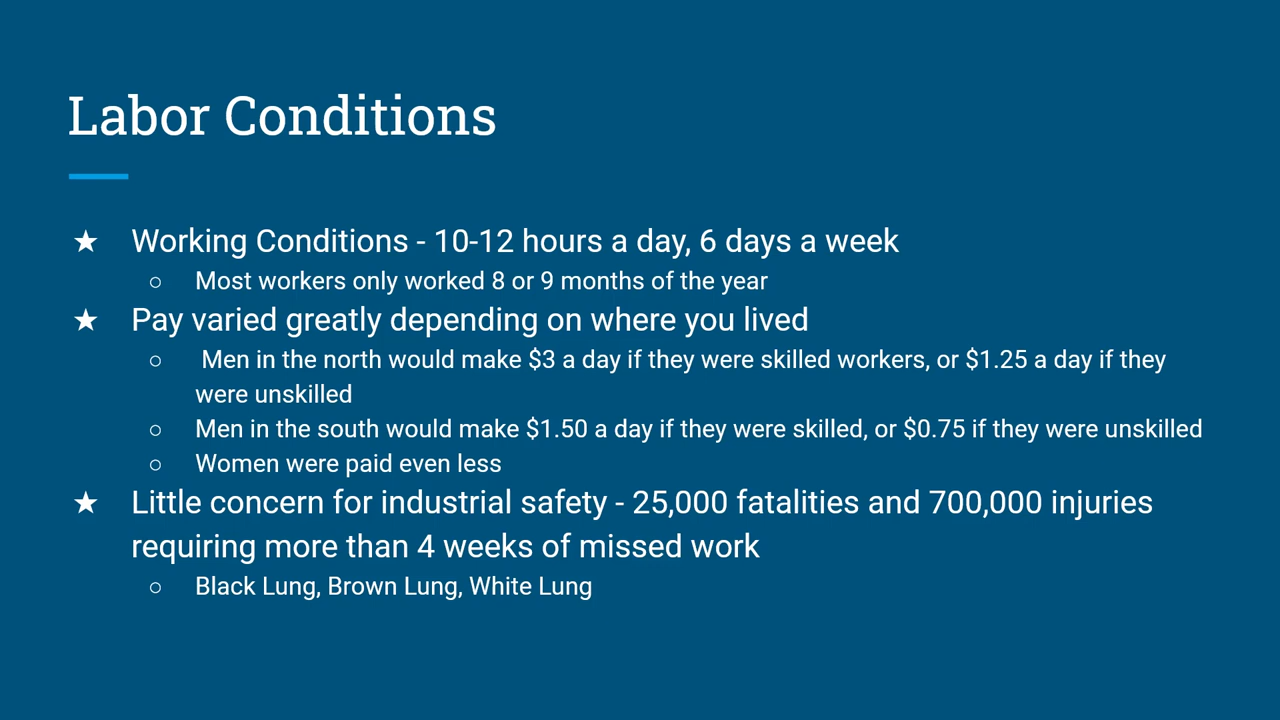 Labor Conditions
★ Working Conditions - 10-12 hours a day, 6 days a week
○ Most workers only worked 8 or 9 months of the year
★ Pay varied greatly depending on where you lived
○ Men in the north would make $3 a day if they were skilled workers, or $1.25 a day if they
were unskilled
○ Men in the south would make $1.50 a day if they were skilled, or $0.75 if they were unskilled
○ Women were paid even less
★ Little concern for industrial safety - 25,000 fatalities and 700,000 injuries
requiring more than 4 weeks of missed work
○ Black Lung, Brown Lung, White Lung